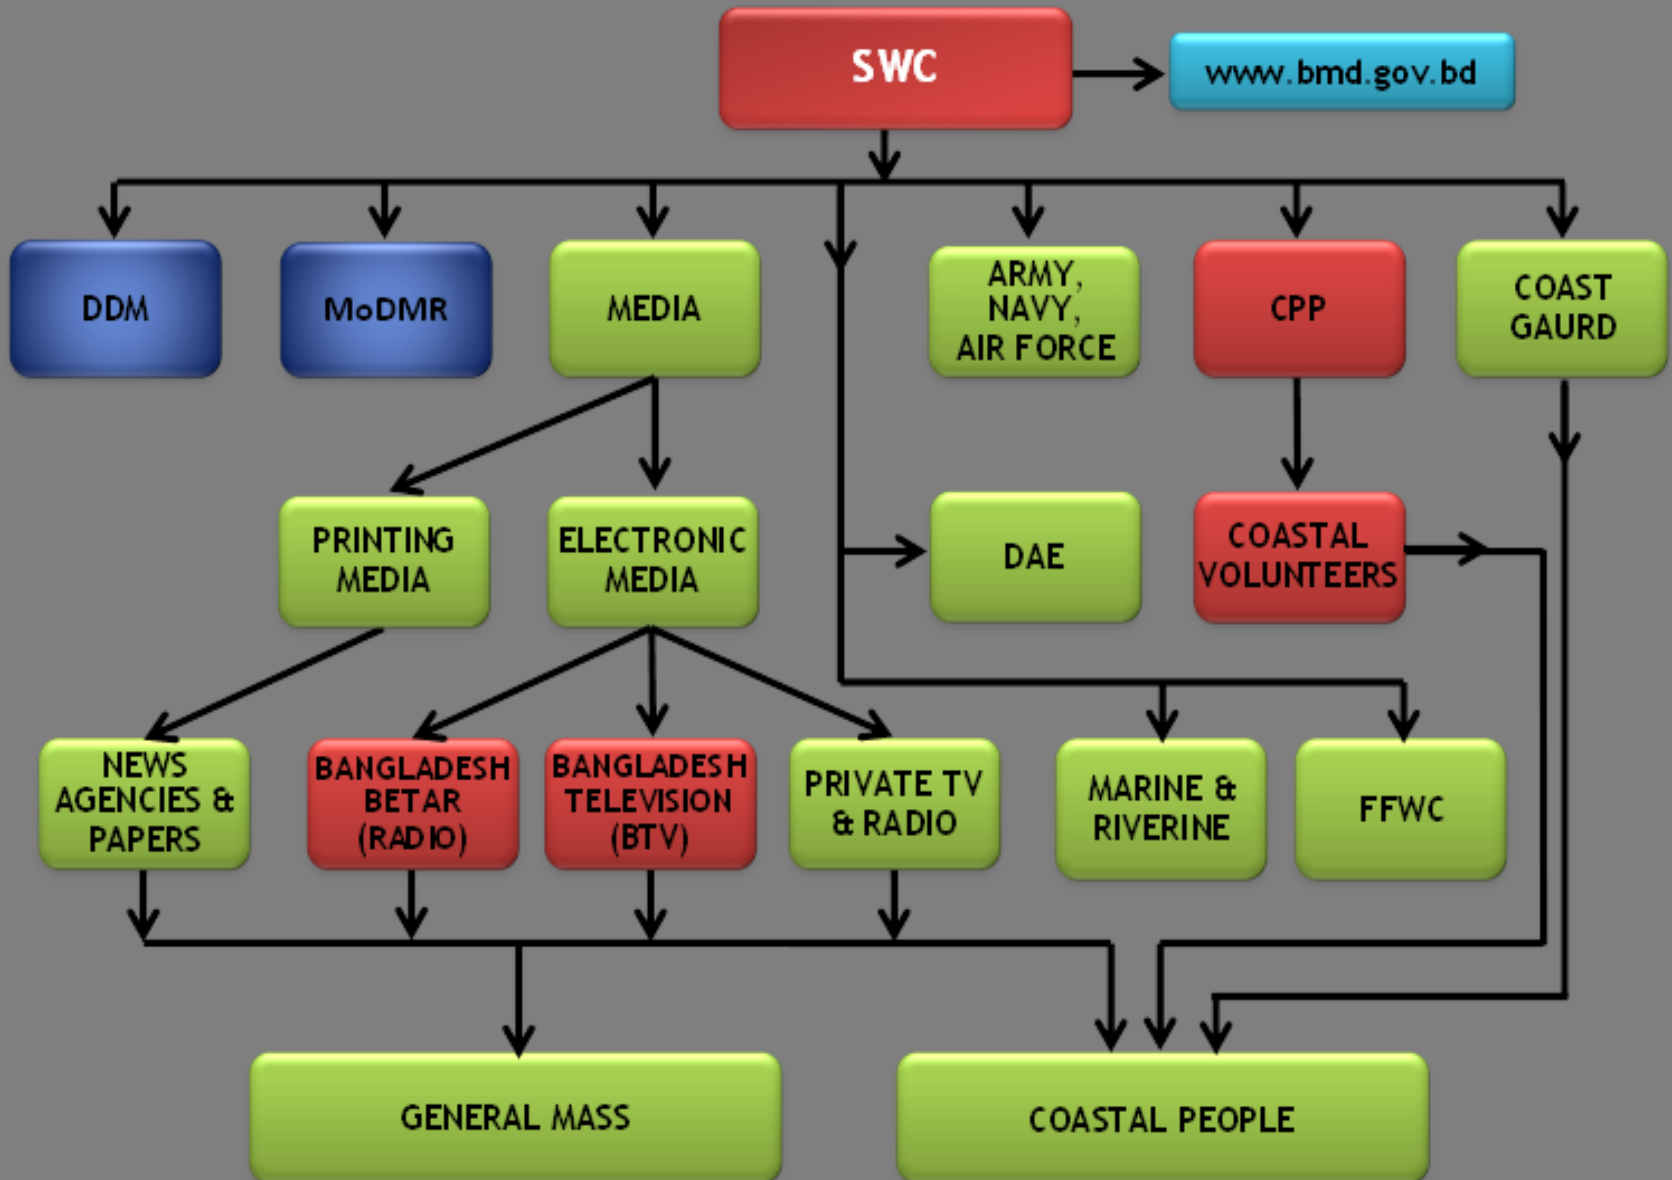 SWC
www.bmd.gov.bd
DDM
MoDMR
MEDIA
ARMY,
NAVY,
AIR FORCE
CPP
COAST
GAURD
PRINTING
MEDIA
ELECTRONIC
MEDIA
DAE
COASTAL
VOLUNTEERS
NEWS
AGENCIES &
PAPERS
BANGLADESH
BETAR
(RADIO)
BANGLADESH
TELEVISION
(BTV)
PRIVATE TV
& RADIO
MARINE &
RIVERINE
FFWC
GENERAL MASS
COASTAL PEOPLE